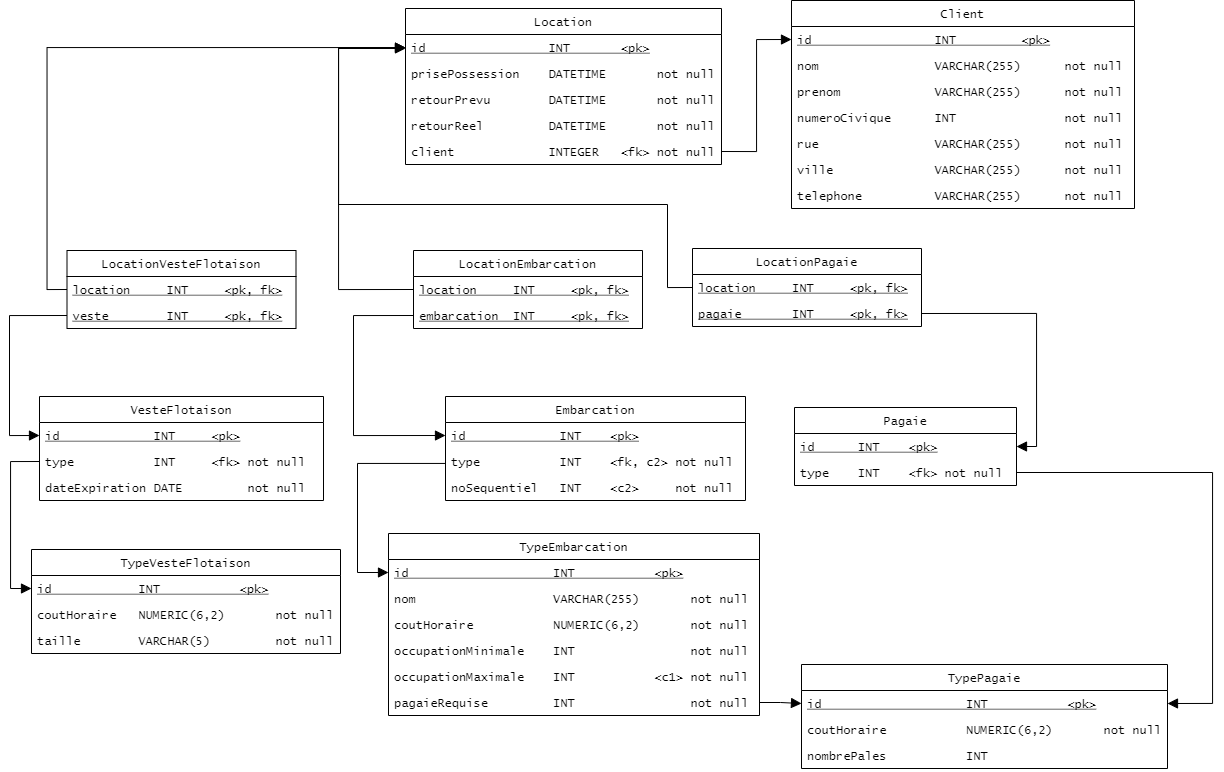 Location
id INT <pk>
prisePossession DATETIME not null
retourPrevu DATETIME not null
retourReel DATETIME not null
client INTEGER <fk> not null
Client
id INT <pk>
nom VARCHAR(255) not null
prenom VARCHAR(255) not null
numeroCivique INT not null
rue VARCHAR(255) not null
ville VARCHAR(255) not null
telephone VARCHAR(255) not null
LocationVesteFlotaison
location INT <pk, fk>
veste INT <pk, fk>
LocationEmbarcation
location INT <pk, fk>
embarcation INT <pk, fk>
LocationPagaie
location INT <pk, fk>
pagaie INT <pk, fk>
VesteFlotaison
id INT <pk>
type INT <fk> not null
dateExpiration DATE not null
Embarcation
id INT <pk>
type INT <fk, c2> not null
noSequentiel INT <c2> not null
Pagaie
id INT <pk>
type INT <fk> not null
TypeVesteFlotaison
id INT <pk>
coutHoraire NUMERIC(6,2) not null
taille VARCHAR(5) not null
TypeEmbarcation
id INT <pk>
nom VARCHAR(255) not null
coutHoraire NUMERIC(6,2) not null
occupationMinimale INT not null
occupationMaximale INT <c1> not null
pagaieRequise INT not null
TypePagaie
id INT <pk>
coutHoraire NUMERIC(6,2) not null
nombrePales INT